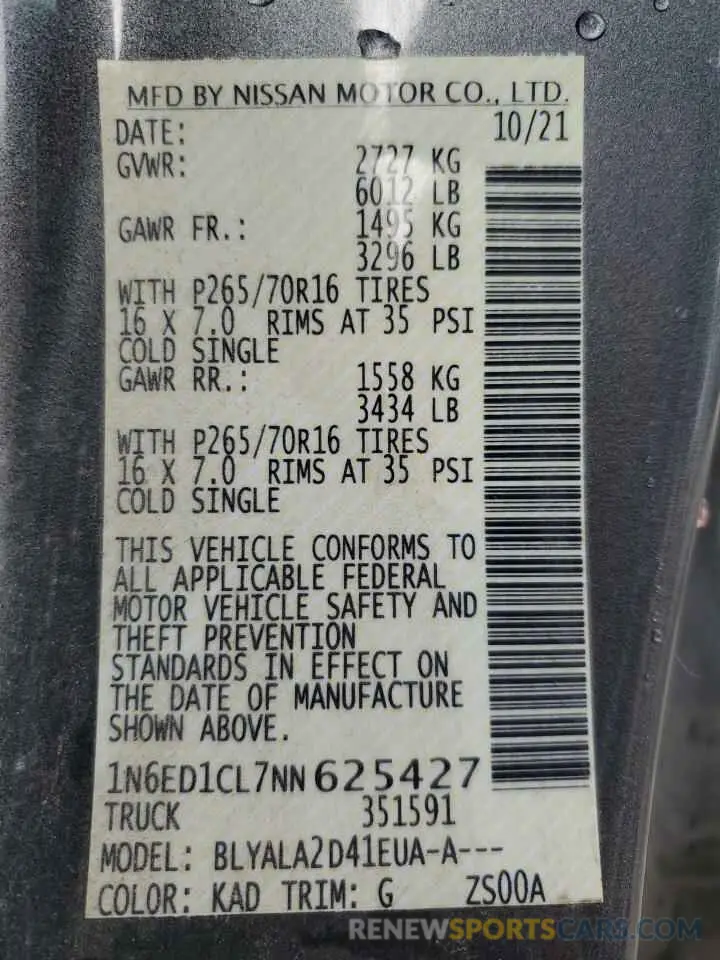 MFD BY NISSAN MOTOR CO., LTD.
DATE: 10/21
GVWR: 2727 KG
6012 LB
GAWR FR.: 1495 KG
3296 LB
WITH P265/70R16 TIRES
16 X 7.0 RIMS AT 35 PSI
COLD SINGLE
GAWR RR.: 1558 KG
3434 LB
WITH P265/70R16 TIRES
16 X 7.0 RIMS AT 35 PSI
COLD SINGLE
THIS VEHICLE CONFORMS TO
ALL APPLICABLE FEDERAL
MOTOR VEHICLE SAFETY AND
THEFT PREVENTION
STANDARDS IN EFFECT ON
THE DATE OF MANUFACTURE
SHOWN ABOVE.
1N6ED1CL7NN625427
TRUCK 351591
MODEL: BLYALA2D41EUA-A---
COLOR: KAD TRIM: G ZS00A
RENEWSPORTSCARS.COM